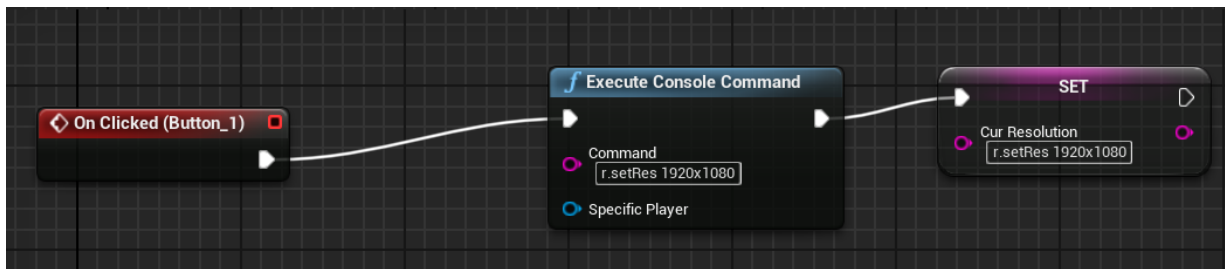 On Clicked (Button_1)
f Execute Console Command
Command
r.setRes 1920x1080
Specific Player
SET
Cur Resolution
r.setRes 1920x1080